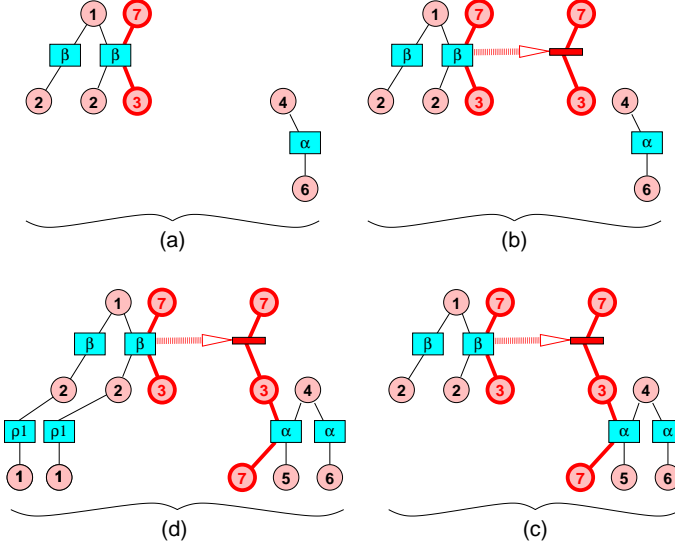 1 7 7 1 7
β β β β
2 2 3 4 2 2 3 3 4
α α
6 6
(a) (b)
1 7 7 1 7 7
β β β β
2 2 3 3 4 2 2 3 3 4
ρ1 ρ1 α α α α
1 1 7 5 6 7 5 6
(d) (c)